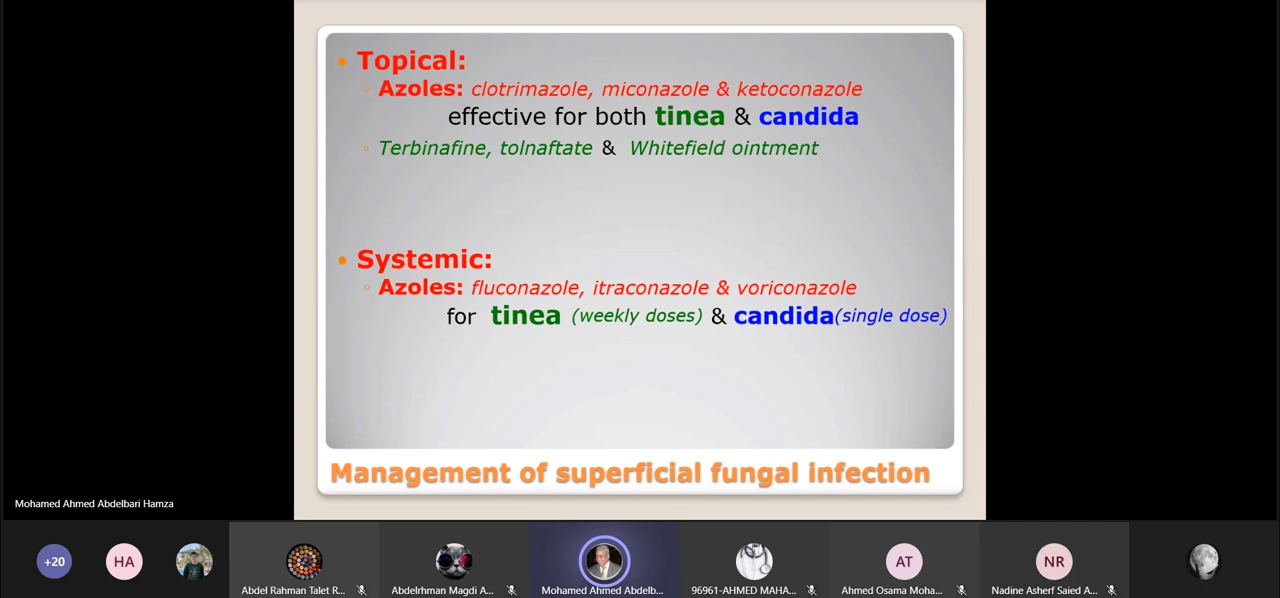 • Topical:
◦ Azoles: clotrimazole, miconazole & ketoconazole
effective for both tinea & candida
◦ Terbinafine, tolnaftate & Whitefield ointment
• Systemic:
◦ Azoles: fluconazole, itraconazole & voriconazole
for tinea (weekly doses) & candida(single dose)
Management of superficial fungal infection
Mohamed Ahmed Abdelbari Hamza
+20
HA
Abdel Rahman Talet R...
Abdelrhman Magdi A...
Mohamed Ahmed Abdelb...
96961-AHMED MAHA...
AT
Ahmed Osama Moha...
NR
Nadine Asherf Saied A...